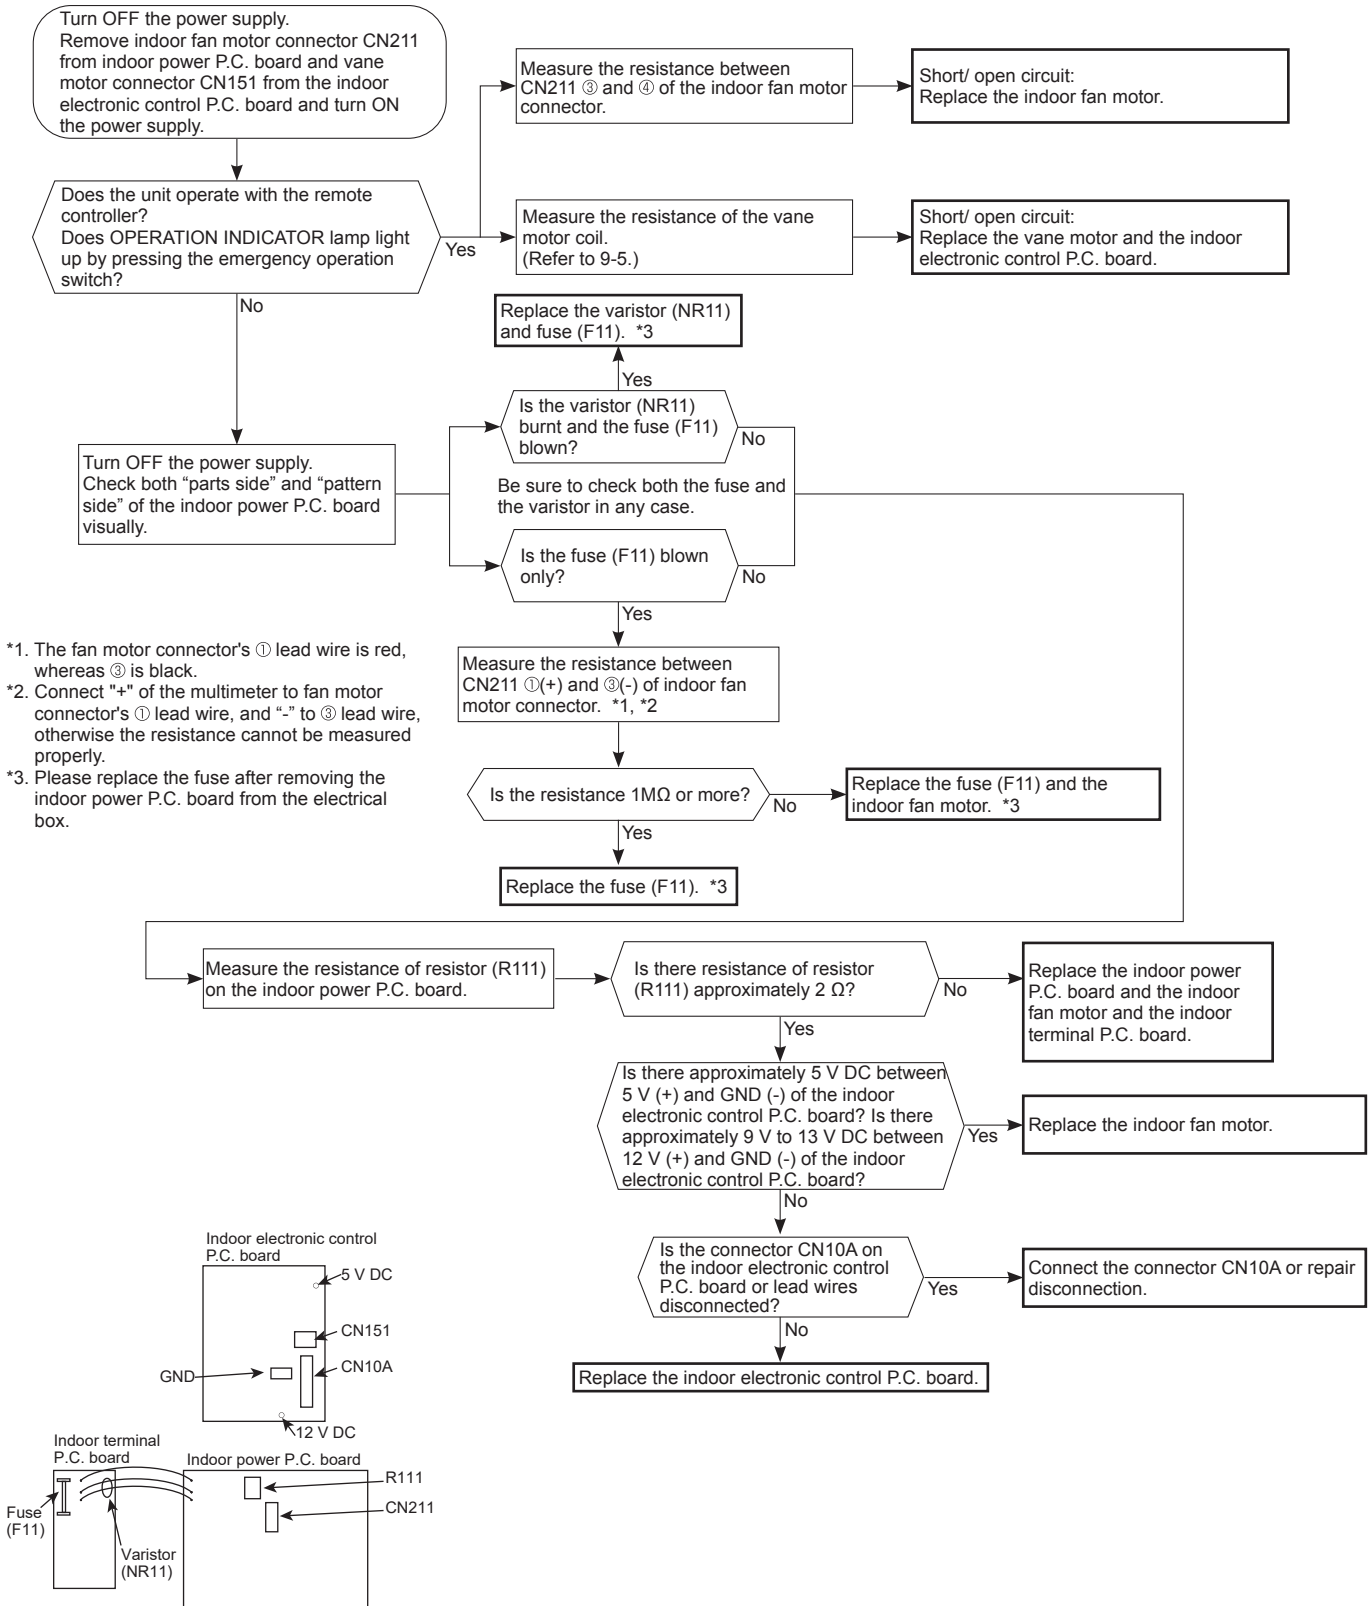 Turn OFF the power supply.
Remove indoor fan motor connector CN211
from indoor power P.C. board and vane
motor connector CN151 from the indoor
electronic control P.C. board and turn ON
the power supply.
Measure the resistance between
CN211 ③ and ④ of the indoor fan motor
connector.
Short/ open circuit:
Replace the indoor fan motor.
Does the unit operate with the remote
controller?
Does OPERATION INDICATOR lamp light
up by pressing the emergency operation
switch?
Yes
Measure the resistance of the vane
motor coil.
(Refer to 9-5.)
Short/ open circuit:
Replace the vane motor and the indoor
electronic control P.C. board.
No
Replace the varistor (NR11)
and fuse (F11). *3
Yes
Is the varistor (NR11)
burnt and the fuse (F11)
blown?
No
Turn OFF the power supply.
Check both “parts side” and “pattern
side” of the indoor power P.C. board
visually.
Be sure to check both the fuse and
the varistor in any case.
Is the fuse (F11) blown
only?
No
Yes
*1. The fan motor connector's ① lead wire is red,
whereas ③ is black.
*2. Connect "+" of the multimeter to fan motor
connector's ① lead wire, and “-” to ③ lead wire,
otherwise the resistance cannot be measured
properly.
*3. Please replace the fuse after removing the
indoor power P.C. board from the electrical
box.
Measure the resistance between
CN211 ①(+) and ③(-) of indoor fan
motor connector. *1, *2
Is the resistance 1MΩ or more?
No
Replace the fuse (F11) and the
indoor fan motor. *3
Yes
Replace the fuse (F11). *3
Measure the resistance of resistor (R111)
on the indoor power P.C. board.
Is there resistance of resistor
(R111) approximately 2 Ω?
No
Replace the indoor power
P.C. board and the indoor
fan motor and the indoor
terminal P.C. board.
Yes
Is there approximately 5 V DC between
5 V (+) and GND (-) of the indoor
electronic control P.C. board? Is there
approximately 9 V to 13 V DC between
12 V (+) and GND (-) of the indoor
electronic control P.C. board?
Yes
Replace the indoor fan motor.
No
Is the connector CN10A on
the indoor electronic control
P.C. board or lead wires
disconnected?
Yes
Connect the connector CN10A or repair
disconnection.
No
Replace the indoor electronic control P.C. board.
Indoor electronic control
P.C. board
5 V DC
CN151
CN10A
GND
12 V DC
Indoor terminal
P.C. board
Indoor power P.C. board
R111
CN211
Fuse
(F11)
Varistor
(NR11)